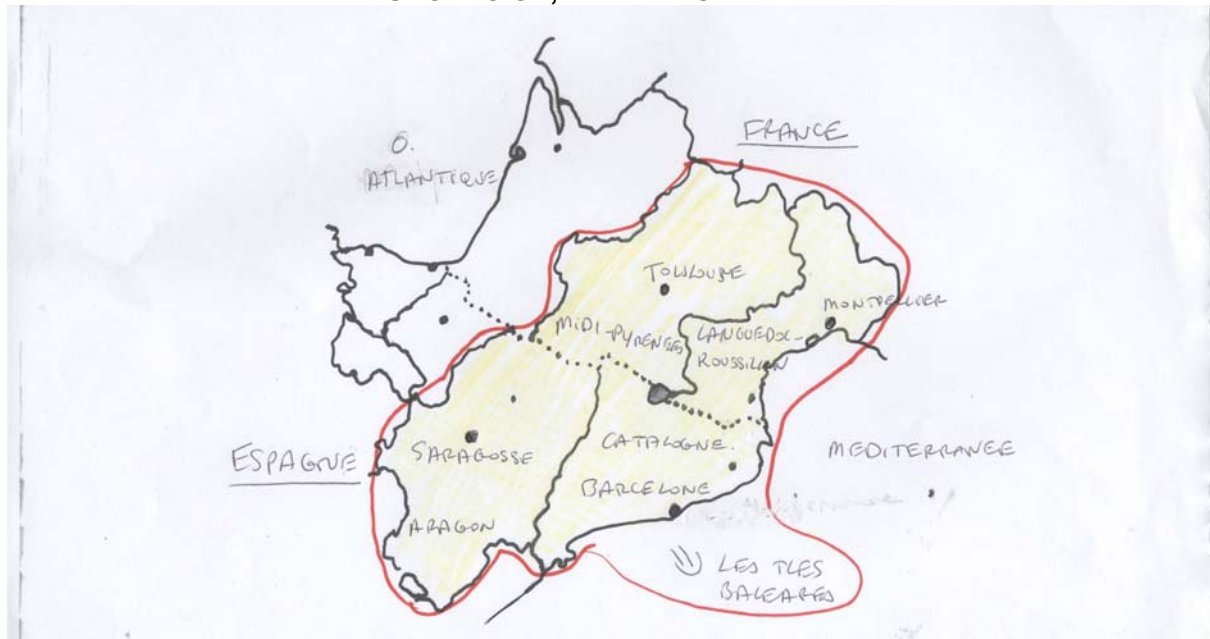 FRANCE
O.
ATLANTIQUE
TOULOUSE
MONTPELLIER
MIDI-PYRENEES
LANGUEDOC-
ROUSSILLON
SARAGOSSE
CATALOGNE.
ESPAGNE
MEDITERRANEE
BARCELONE
ARAGON
LES ILES
BALEARES